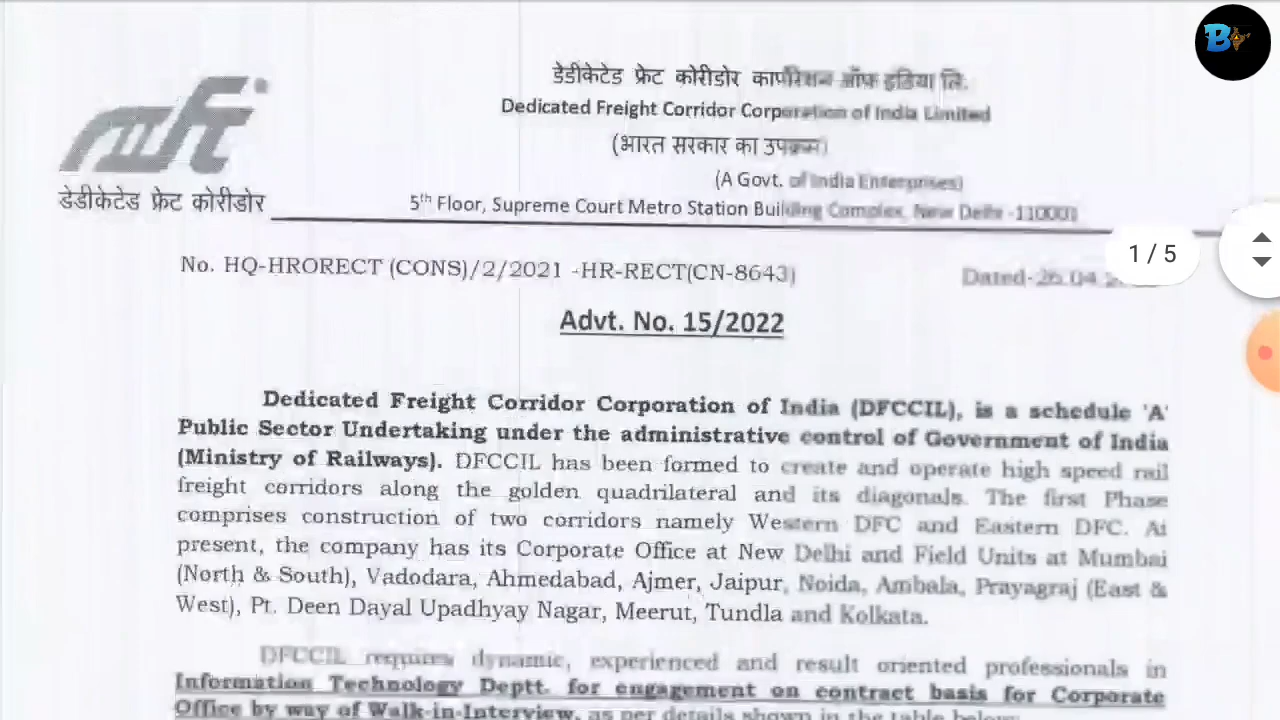 डेडीकेटेड फ्रेट कोरीडोर कार्पोरेशन ऑफ इंडिया लि.
Dedicated Freight Corridor Corporation of India Limited
(भारत सरकार का उपक्रम)
(A Govt. of India Enterprises)
5th Floor, Supreme Court Metro Station Building Complex, New Delhi -110001
डेडीकेटेड फ्रेट कोरीडोर
No. HQ-HRORECT (CONS)/2/2021 -HR-RECT(CN-8643)
Dated-26.04.
1 / 5
Advt. No. 15/2022
Dedicated Freight Corridor Corporation of India (DFCCIL), is a schedule 'A'
Public Sector Undertaking under the administrative control of Government of India
(Ministry of Railways). DFCCIL has been formed to create and operate high speed rail
freight corridors along the golden quadrilateral and its diagonals. The first Phase
comprises construction of two corridors namely Western DFC and Eastern DFC. At
present, the company has its Corporate Office at New Delhi and Field Units at Mumbai
(North & South), Vadodara, Ahmedabad, Ajmer, Jaipur, Noida, Ambala, Prayagraj (East &
West), Pt. Deen Dayal Upadhyay Nagar, Meerut, Tundla and Kolkata.
DFCCIL requires dynamic, experienced and result oriented professionals in
Information Technology Deptt. for engagement on contract basis for Corporate
Office by way of Walk-in-Interview, as per details shown in the table below: